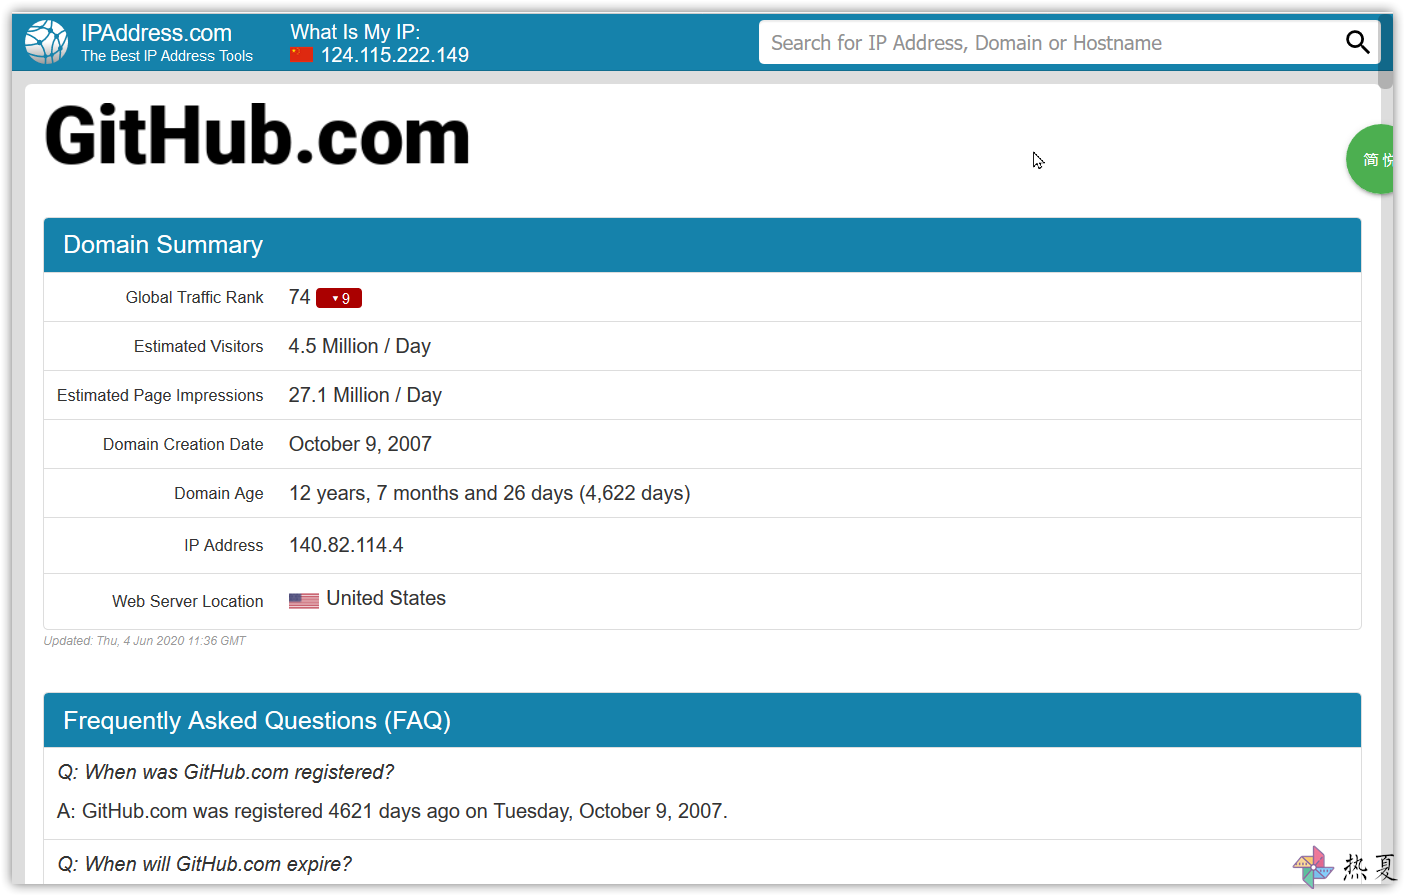 IPAddress.com
The Best IP Address Tools
What Is My IP:
124.115.222.149
Search for IP Address, Domain or Hostname
GitHub.com
简悦
Domain Summary
Global Traffic Rank 74 ▼9
Estimated Visitors 4.5 Million / Day
Estimated Page Impressions 27.1 Million / Day
Domain Creation Date October 9, 2007
Domain Age 12 years, 7 months and 26 days (4,622 days)
IP Address 140.82.114.4
Web Server Location United States
Updated: Thu, 4 Jun 2020 11:36 GMT
Frequently Asked Questions (FAQ)
Q: When was GitHub.com registered?
A: GitHub.com was registered 4621 days ago on Tuesday, October 9, 2007.
Q: When will GitHub.com expire?
热夏